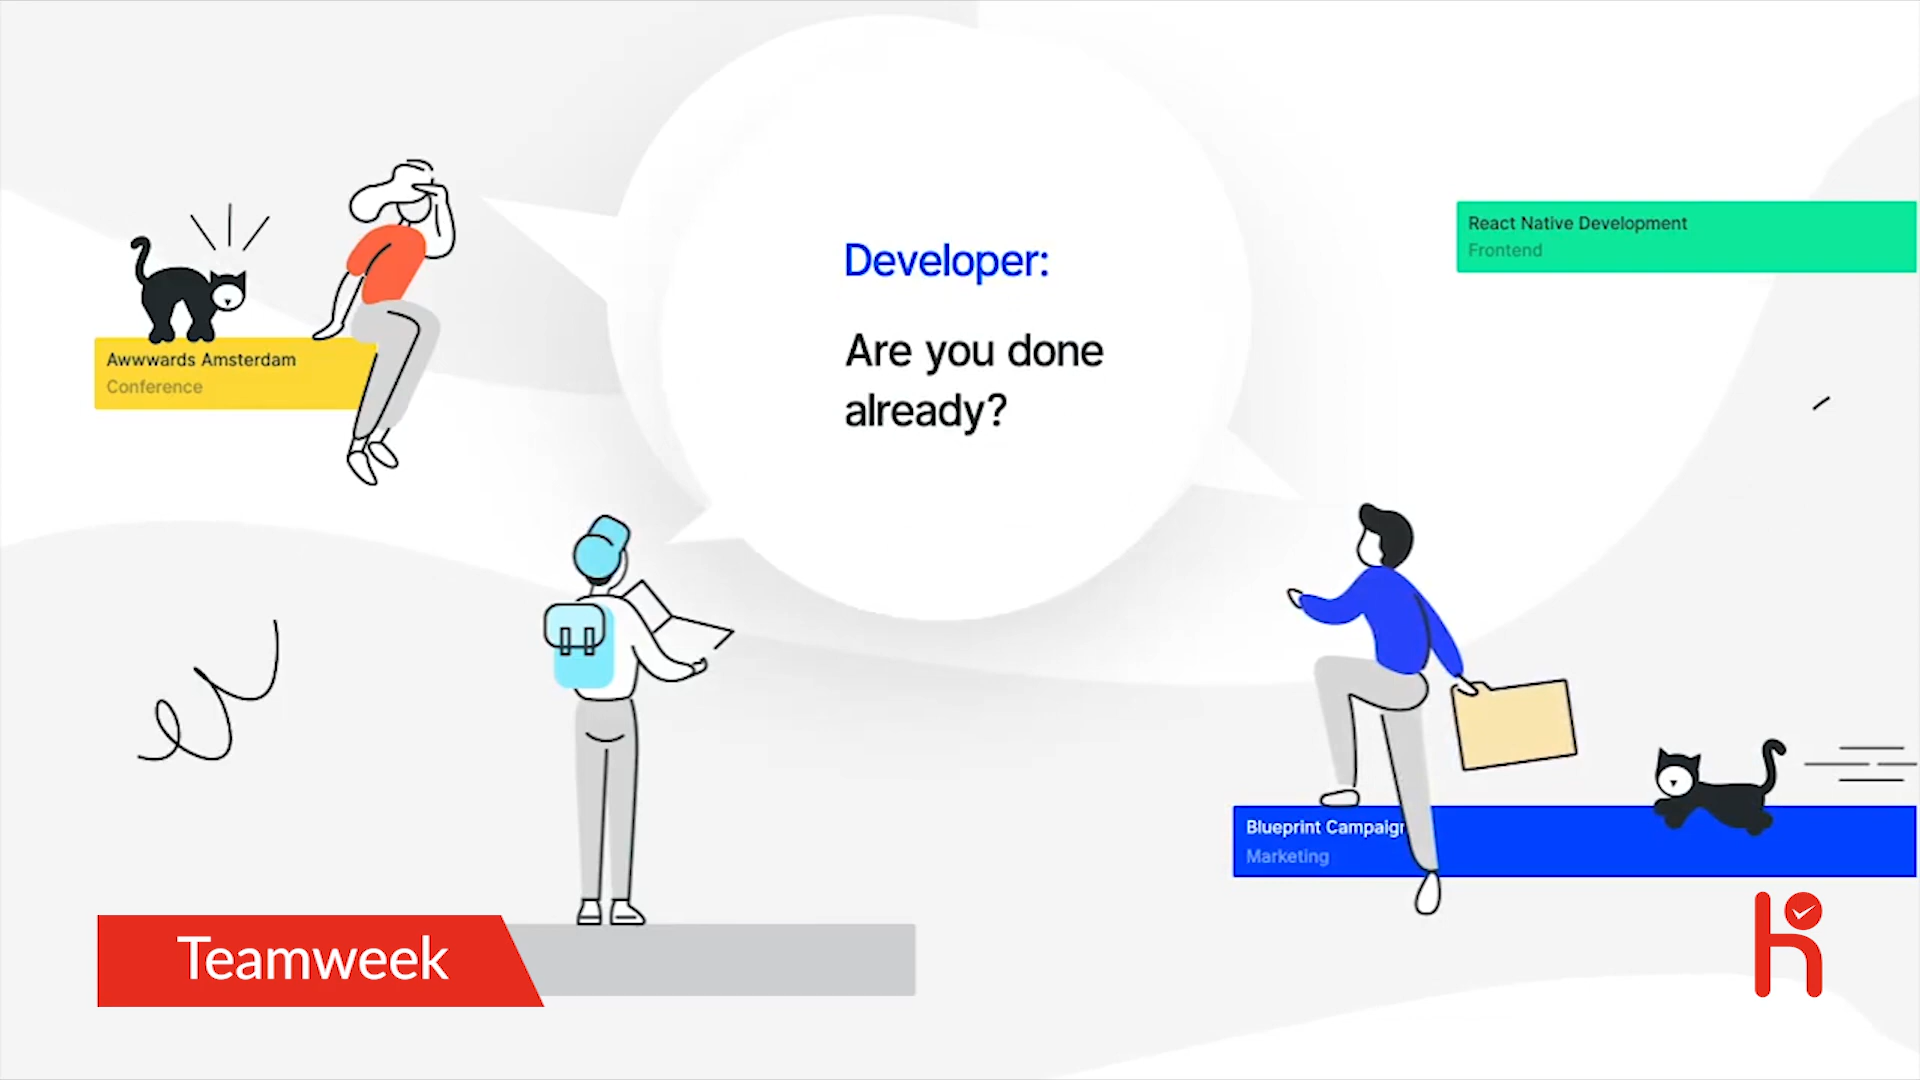 Developer:
Are you done
already?
React Native Development
Frontend
Awwwards Amsterdam
Conference
Blueprint Campaign
Marketing
Teamweek